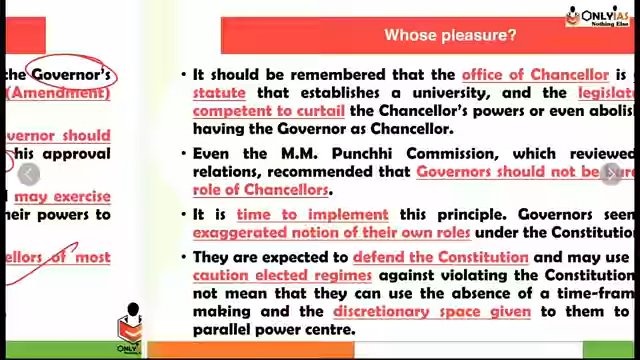 ONLYIAS
Nothing Else
Whose pleasure?
the Governor's
(Amendment)
vernor should
his approval
may exercise
heir powers to
ellors of most
ONLY
• It should be remembered that the office of Chancellor is
statute that establishes a university, and the legislat
competent to curtail the Chancellor's powers or even abolis
having the Governor as Chancellor.
• Even the M.M. Punchhi Commission, which reviewed
relations, recommended that Governors should not be
role of Chancellors.
• It is time to implement this principle. Governors seem
exaggerated notion of their own roles under the Constitution
• They are expected to defend the Constitution and may use
caution elected regimes against violating the Constitution
not mean that they can use the absence of a time-fram
making and the discretionary space given to them to
parallel power centre.
ONLYIAS